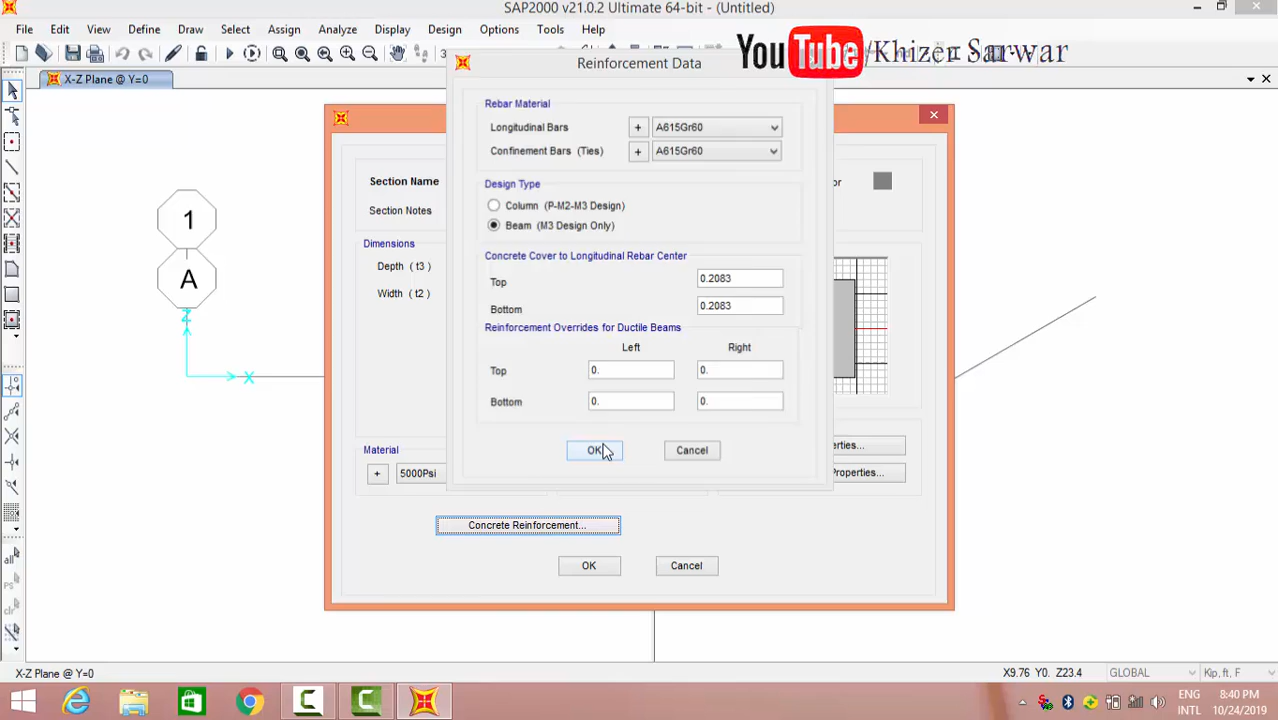 SAP2000 v21.0.2 Ultimate 64-bit - (Untitled)
File Edit View Define Draw Select Assign Analyze Display Design Options Tools Help
YouTube/Khizer Sarwar
X-Z Plane @ Y=0
Reinforcement Data
Rebar Material
Longitudinal Bars + A615Gr60
Confinement Bars (Ties) + A615Gr60
Design Type
Column (P-M2-M3 Design)
Beam (M3 Design Only)
Concrete Cover to Longitudinal Rebar Center
Top 0.2083
Bottom 0.2083
Reinforcement Overrides for Ductile Beams
Left Right
Top 0. 0.
Bottom 0. 0.
OK Cancel
Section Name
Section Notes
Dimensions
Depth ( t3 )
Width ( t2 )
Material
+ 5000Psi
erties...
Properties...
Concrete Reinforcement...
OK Cancel
1
A
Z
X
all
PS
clr
X-Z Plane @ Y=0
X9.76 Y0. Z23.4 GLOBAL Kip, ft, F
ENG 8:40 PM
INTL 10/24/2019